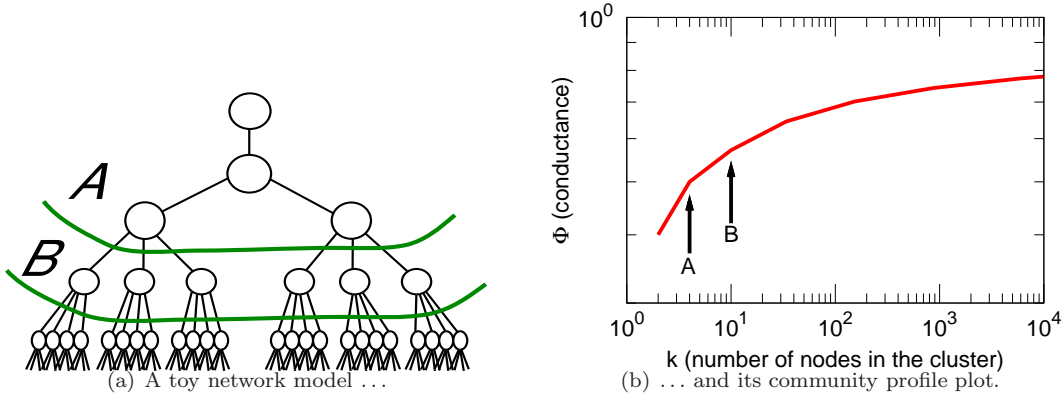 A
B
(a) A toy network model ...
10^0
Φ (conductance)
A
B
10^0 10^1 10^2 10^3 10^4
k (number of nodes in the cluster)
(b) ... and its community profile plot.